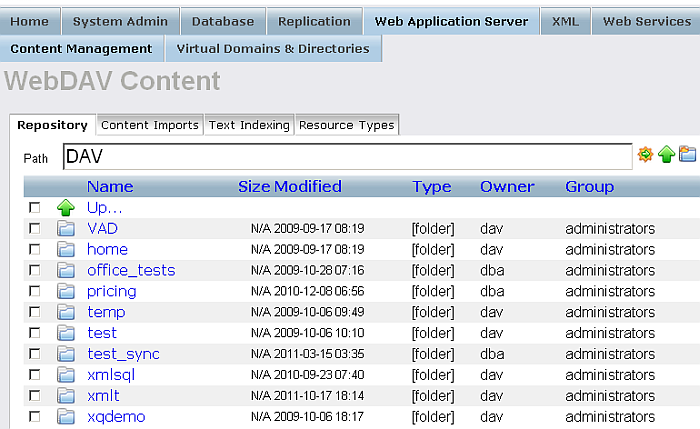 Home System Admin Database Replication Web Application Server XML Web Services
Content Management Virtual Domains & Directories
WebDAV Content
Repository Content Imports Text Indexing Resource Types
Path DAV
Name Size Modified Type Owner Group
Up...
VAD N/A 2009-09-17 08:19 [folder] dav administrators
home N/A 2009-09-17 08:19 [folder] dav administrators
office_tests N/A 2009-10-28 07:16 [folder] dba administrators
pricing N/A 2010-12-08 06:56 [folder] dba administrators
temp N/A 2009-10-06 09:49 [folder] dav administrators
test N/A 2009-10-06 10:10 [folder] dav administrators
test_sync N/A 2011-03-15 03:35 [folder] dba administrators
xmlsql N/A 2010-09-23 07:40 [folder] dav administrators
xmlt N/A 2011-10-17 18:14 [folder] dav administrators
xqdemo N/A 2009-10-06 18:17 [folder] dav administrators